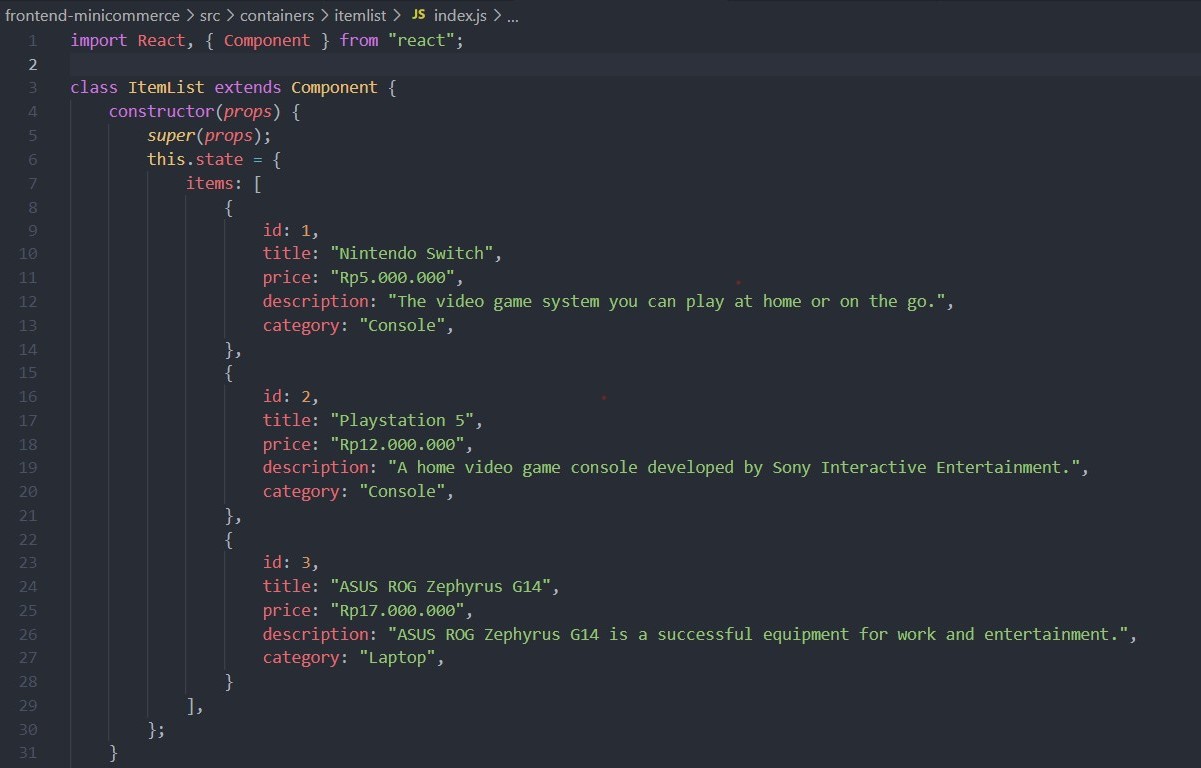 frontend-minicommerce > src > containers > itemlist > JS index.js > ...
1 import React, { Component } from "react";
2
3 class ItemList extends Component {
4     constructor(props) {
5         super(props);
6         this.state = {
7             items: [
8                 {
9                     id: 1,
10                     title: "Nintendo Switch",
11                     price: "Rp5.000.000",
12                     description: "The video game system you can play at home or on the go.",
13                     category: "Console",
14                 },
15                 {
16                     id: 2,
17                     title: "Playstation 5",
18                     price: "Rp12.000.000",
19                     description: "A home video game console developed by Sony Interactive Entertainment.",
20                     category: "Console",
21                 },
22                 {
23                     id: 3,
24                     title: "ASUS ROG Zephyrus G14",
25                     price: "Rp17.000.000",
26                     description: "ASUS ROG Zephyrus G14 is a successful equipment for work and entertainment.",
27                     category: "Laptop",
28                 }
29             ],
30         };
31     }